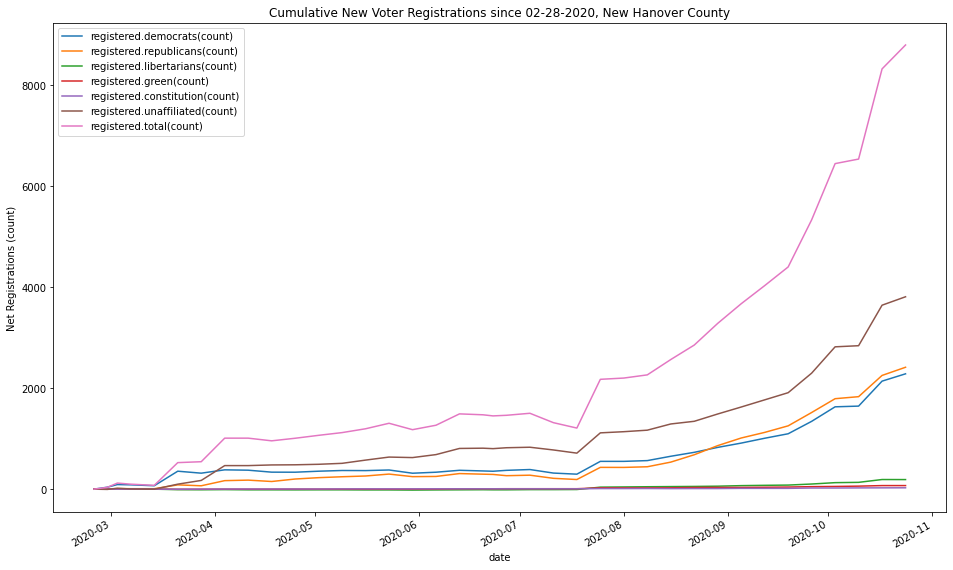 Cumulative New Voter Registrations since 02-28-2020, New Hanover County
registered.democrats(count)
registered.republicans(count)
registered.libertarians(count)
registered.green(count)
registered.constitution(count)
registered.unaffiliated(count)
registered.total(count)
Net Registrations (count)
8000
6000
4000
2000
0
2020-03
2020-04
2020-05
2020-06
2020-07
2020-08
2020-09
2020-10
2020-11
date